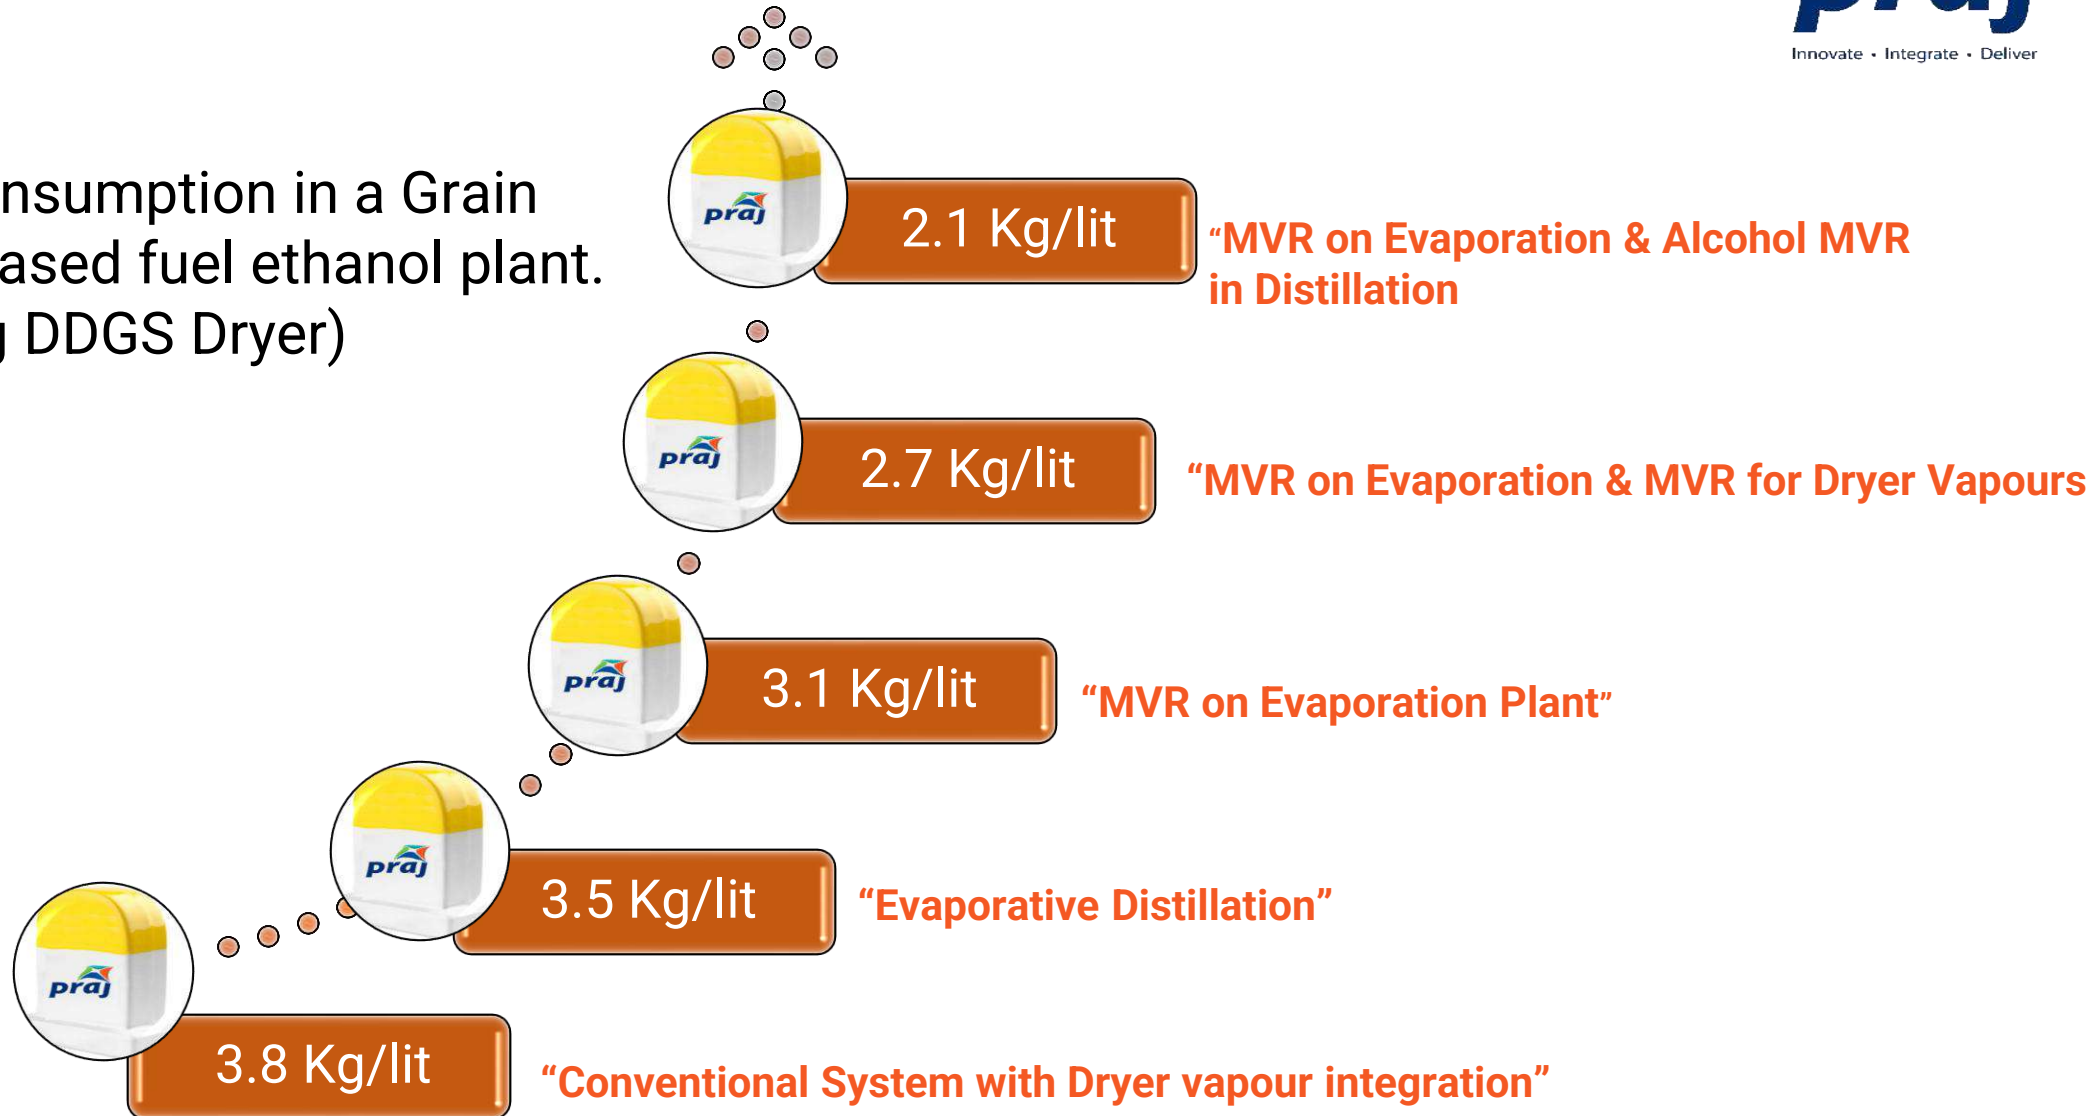 praj
Innovate • Integrate • Deliver
nsumption in a Grain
ased fuel ethanol plant.
g DDGS Dryer)
praj
2.1 Kg/lit
“MVR on Evaporation & Alcohol MVR
in Distillation
praj
2.7 Kg/lit
“MVR on Evaporation & MVR for Dryer Vapours
praj
3.1 Kg/lit
“MVR on Evaporation Plant”
praj
3.5 Kg/lit
“Evaporative Distillation”
praj
3.8 Kg/lit
“Conventional System with Dryer vapour integration”